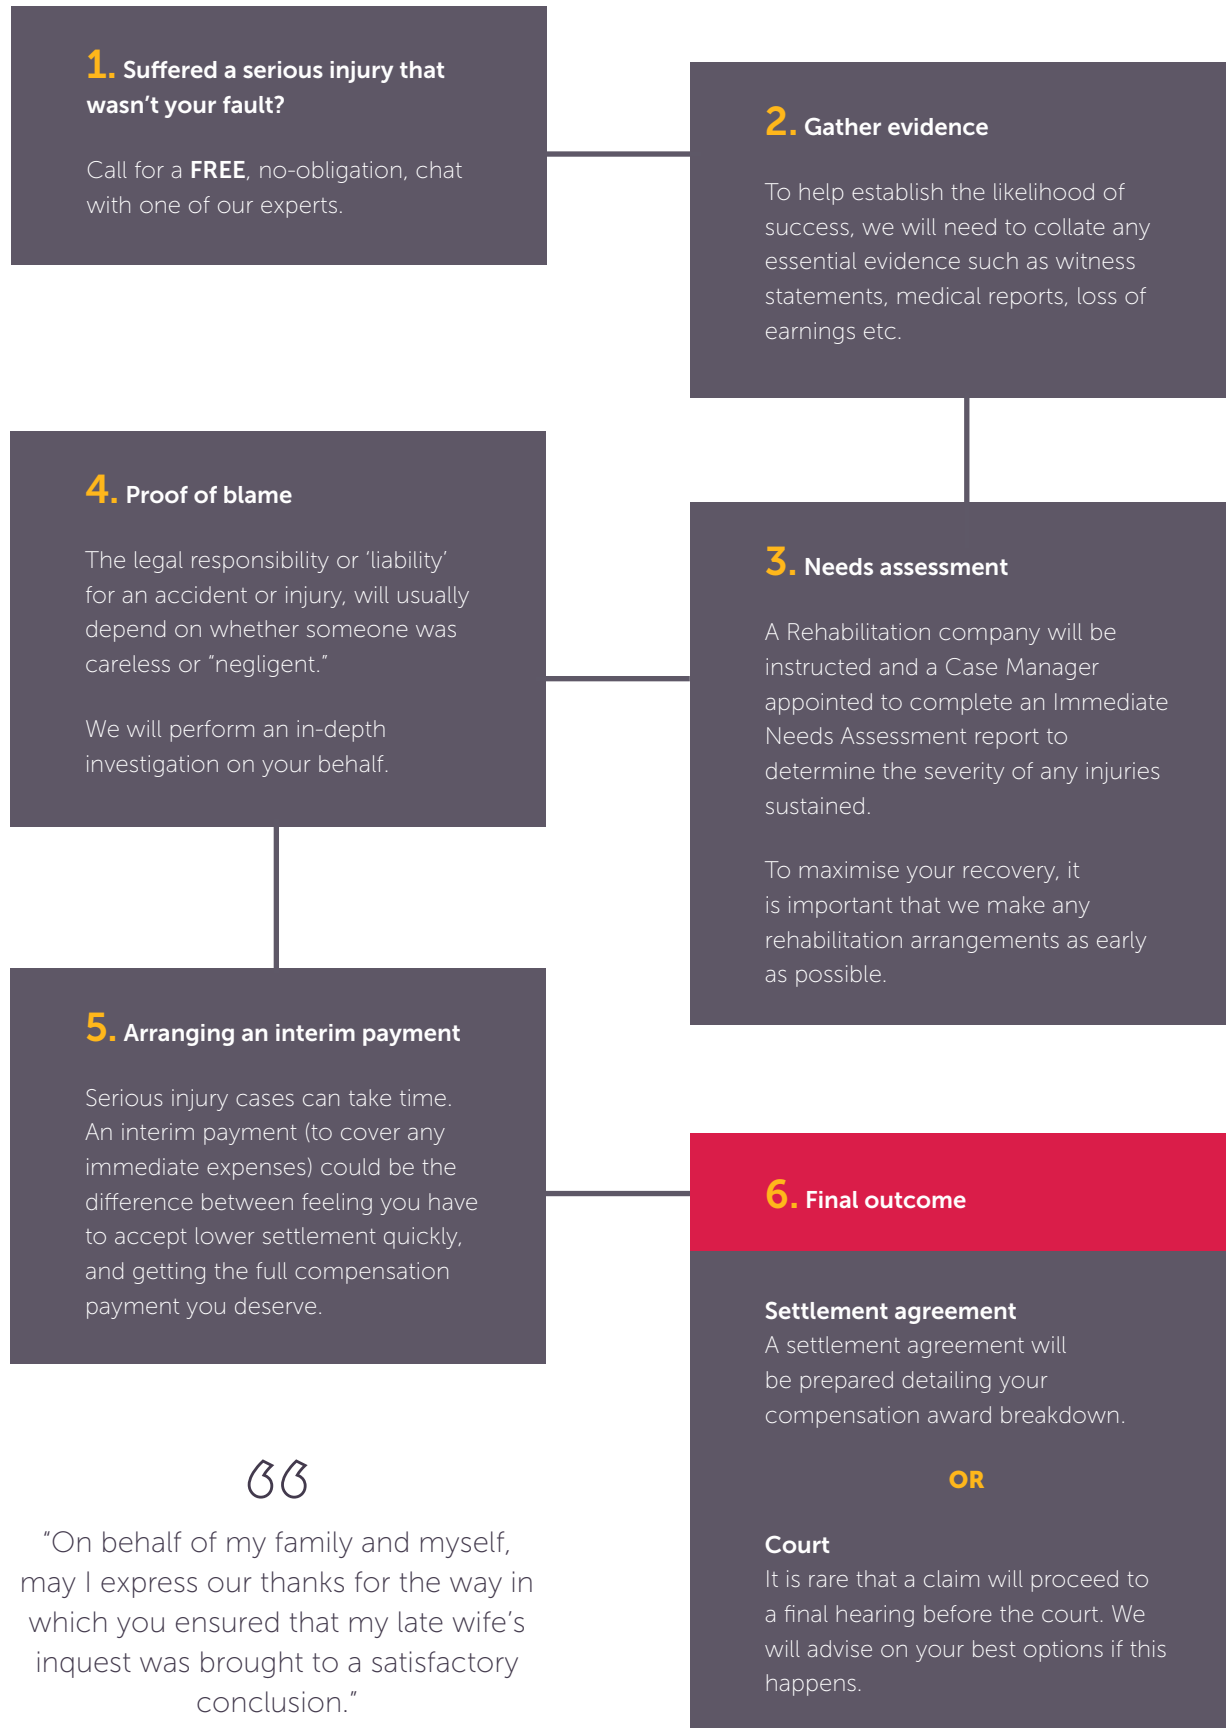 1. Suffered a serious injury that
wasn't your fault?
Call for a FREE, no-obligation, chat
with one of our experts.
2. Gather evidence
To help establish the likelihood of
success, we will need to collate any
essential evidence such as witness
statements, medical reports, loss of
earnings etc.
3. Needs assessment
A Rehabilitation company will be
instructed and a Case Manager
appointed to complete an Immediate
Needs Assessment report to
determine the severity of any injuries
sustained.
To maximise your recovery, it
is important that we make any
rehabilitation arrangements as early
as possible.
4. Proof of blame
The legal responsibility or ‘liability’
for an accident or injury, will usually
depend on whether someone was
careless or “negligent.”
We will perform an in-depth
investigation on your behalf.
5. Arranging an interim payment
Serious injury cases can take time.
An interim payment (to cover any
immediate expenses) could be the
difference between feeling you have
to accept lower settlement quickly,
and getting the full compensation
payment you deserve.
6. Final outcome
Settlement agreement
A settlement agreement will
be prepared detailing your
compensation award breakdown.
OR
Court
It is rare that a claim will proceed to
a final hearing before the court. We
will advise on your best options if this
happens.
“On behalf of my family and myself,
may I express our thanks for the way in
which you ensured that my late wife’s
inquest was brought to a satisfactory
conclusion.”